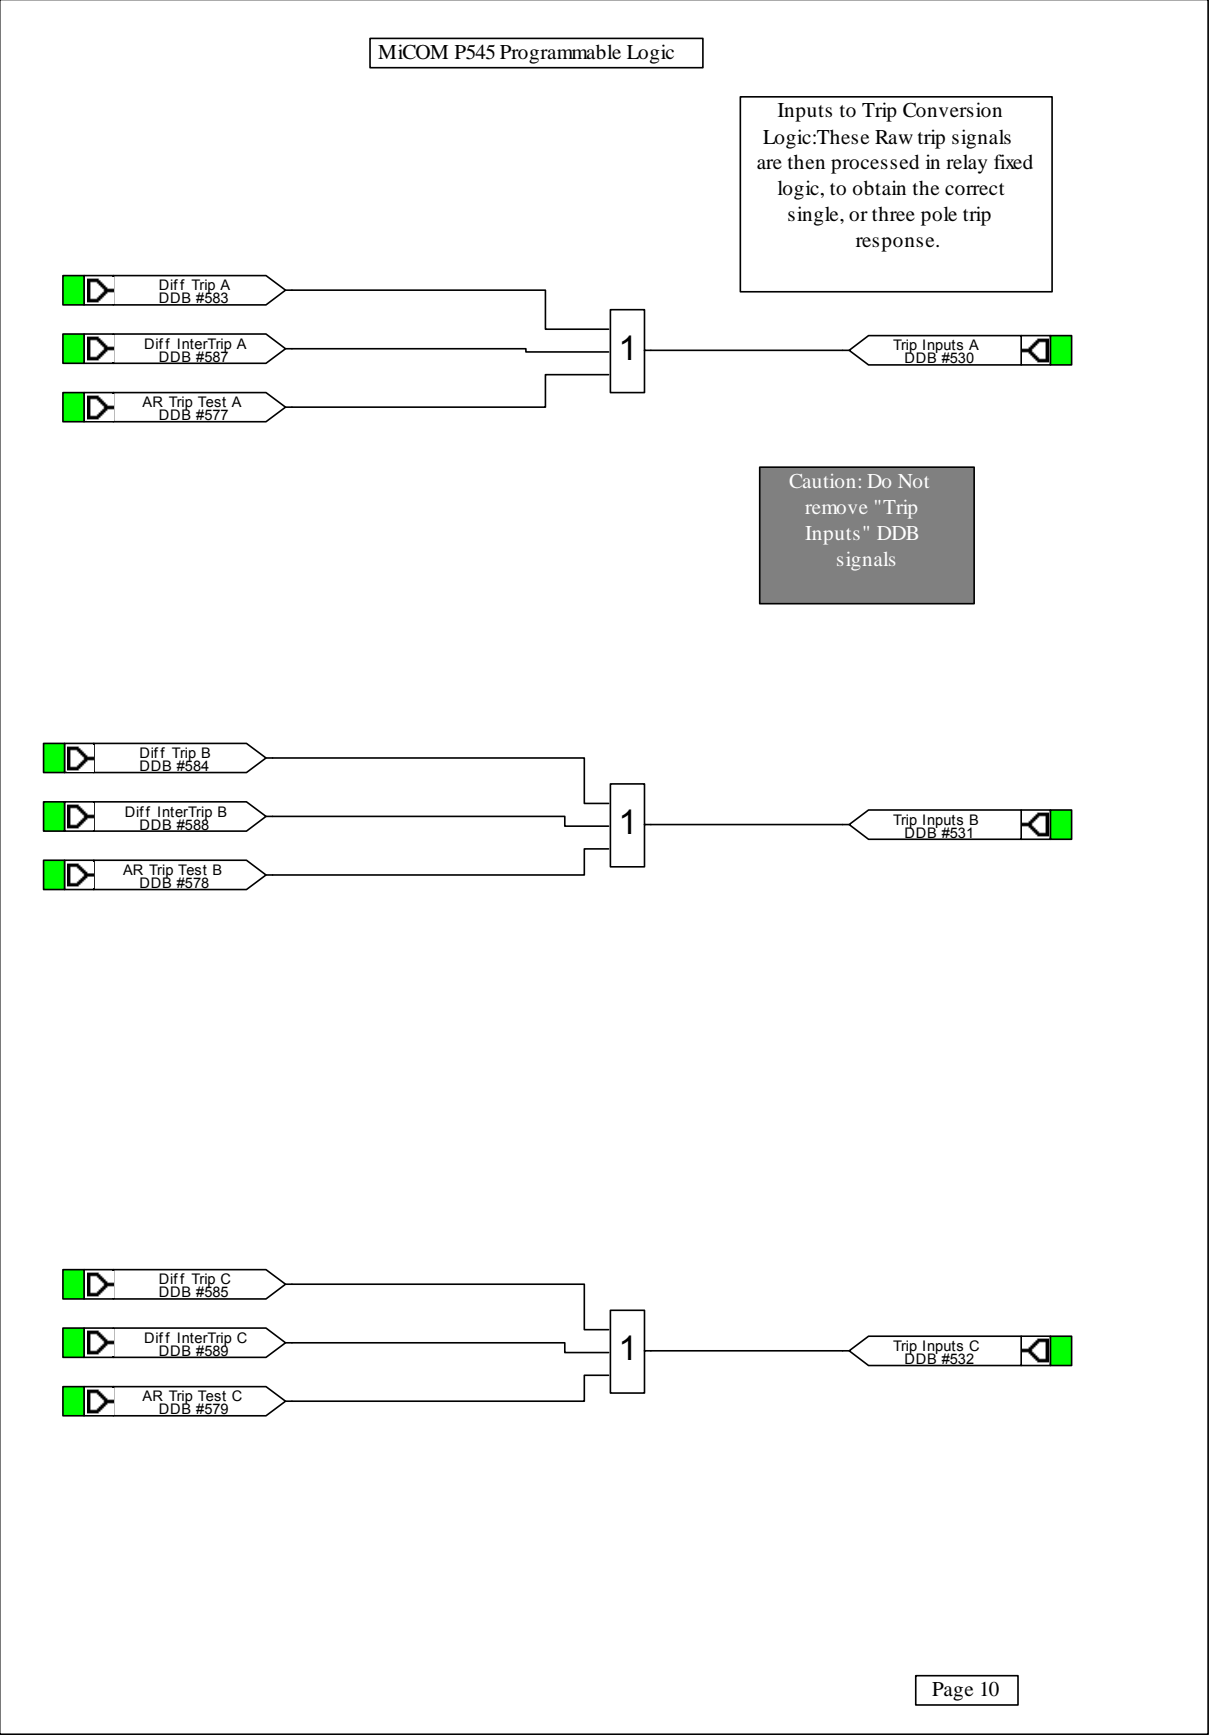 MiCOM P545 Programmable Logic
Inputs to Trip Conversion
Logic:These Raw trip signals
are then processed in relay fixed
logic, to obtain the correct
single, or three pole trip
response.
Diff Trip A
DDB #583
Diff InterTrip A
DDB #587
AR Trip Test A
DDB #577
1
Trip Inputs A
DDB #530
Caution: Do Not
remove "Trip
Inputs" DDB
signals
Diff Trip B
DDB #584
Diff InterTrip B
DDB #588
AR Trip Test B
DDB #578
1
Trip Inputs B
DDB #531
Diff Trip C
DDB #585
Diff InterTrip C
DDB #589
AR Trip Test C
DDB #579
1
Trip Inputs C
DDB #532
Page 10